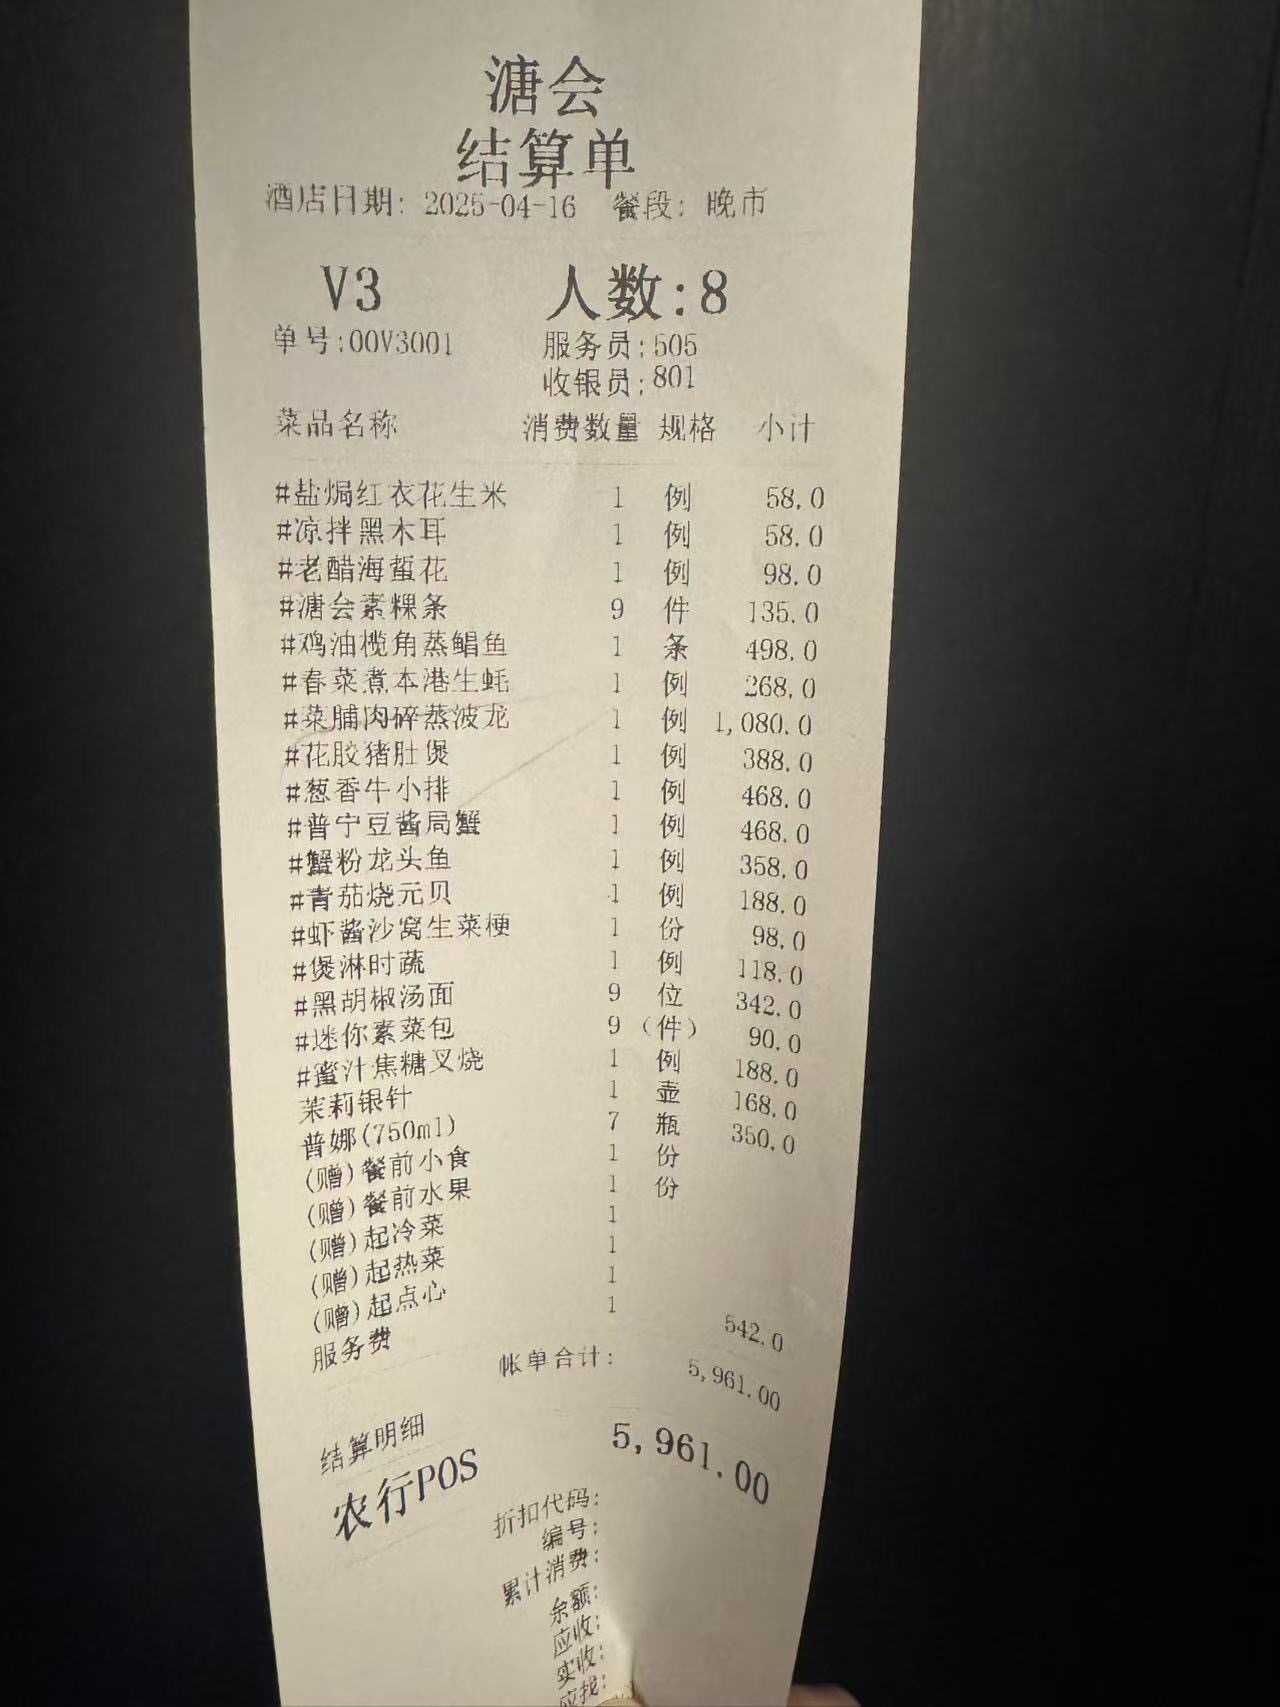 溏会
结算单
酒店日期: 2025-04-16 餐段: 晚市
V3 人数:8
单号:00V3001 服务员:505
收银员:801
菜品名称 消费数量 规格 小计
#盐焗红衣花生米 1 例 58.0
#凉拌黑木耳 1 例 58.0
#老醋海蜇花 1 例 98.0
#溏会素粿条 9 件 135.0
#鸡油榄角蒸鲳鱼 1 条 498.0
#春菜煮本港生蚝 1 例 268.0
#菜脯肉碎蒸波龙 1 例 1,080.0
#花胶猪肚煲 1 例 388.0
#葱香牛小排 1 例 468.0
#普宁豆酱局蟹 1 例 468.0
#蟹粉龙头鱼 1 例 358.0
#青茄烧元贝 1 例 188.0
#虾酱沙窝生菜梗 1 份 98.0
#煲淋时蔬 1 例 118.0
#黑胡椒汤面 9 位 342.0
#迷你素菜包 9 (件) 90.0
#蜜汁焦糖叉烧 1 例 188.0
茉莉银针 1 壶 168.0
普娜(750ml) 7 瓶 350.0
(赠)餐前小食 1 份
(赠)餐前水果 1 份
(赠)起冷菜 1
(赠)起热菜 1
(赠)起点心 1
服务费 1 542.0
帐单合计: 5,961.00
结算明细
农行POS 5,961.00
折扣代码:
编号:
累计消费:
余额:
应收:
实收:
应找: